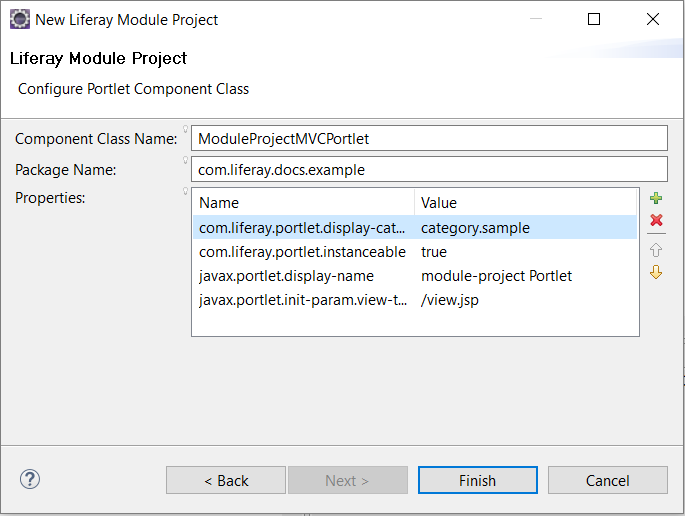 New Liferay Module Project
Liferay Module Project
Configure Portlet Component Class
Component Class Name: ModuleProjectMVCPortlet
Package Name: com.liferay.docs.example
Properties:
Name Value
com.liferay.portlet.display-cat... category.sample
com.liferay.portlet.instanceable true
javax.portlet.display-name module-project Portlet
javax.portlet.init-param.view-t... /view.jsp
? < Back Next > Finish Cancel